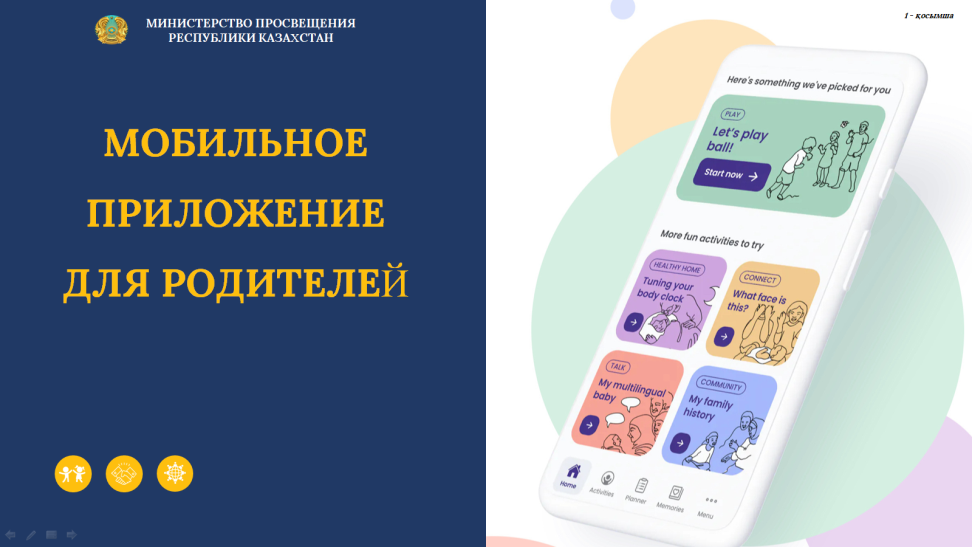 МИНИСТЕРСТВО ПРОСВЕЩЕНИЯ
РЕСПУБЛИКИ КАЗАХСТАН
МОБИЛЬНОЕ
ПРИЛОЖЕНИЕ
ДЛЯ РОДИТЕЛЕЙ
1 - қосымша
Here's something we've picked for you
PLAY
Let's play
ball!
Start now
More fun activities to try
HEALTHY HOME
Tuning your
body clock
CONNECT
What face is
this?
TALK
My multilingual
baby
COMMUNITY
My family
history
Home
Activities
Planner
Memories
Menu